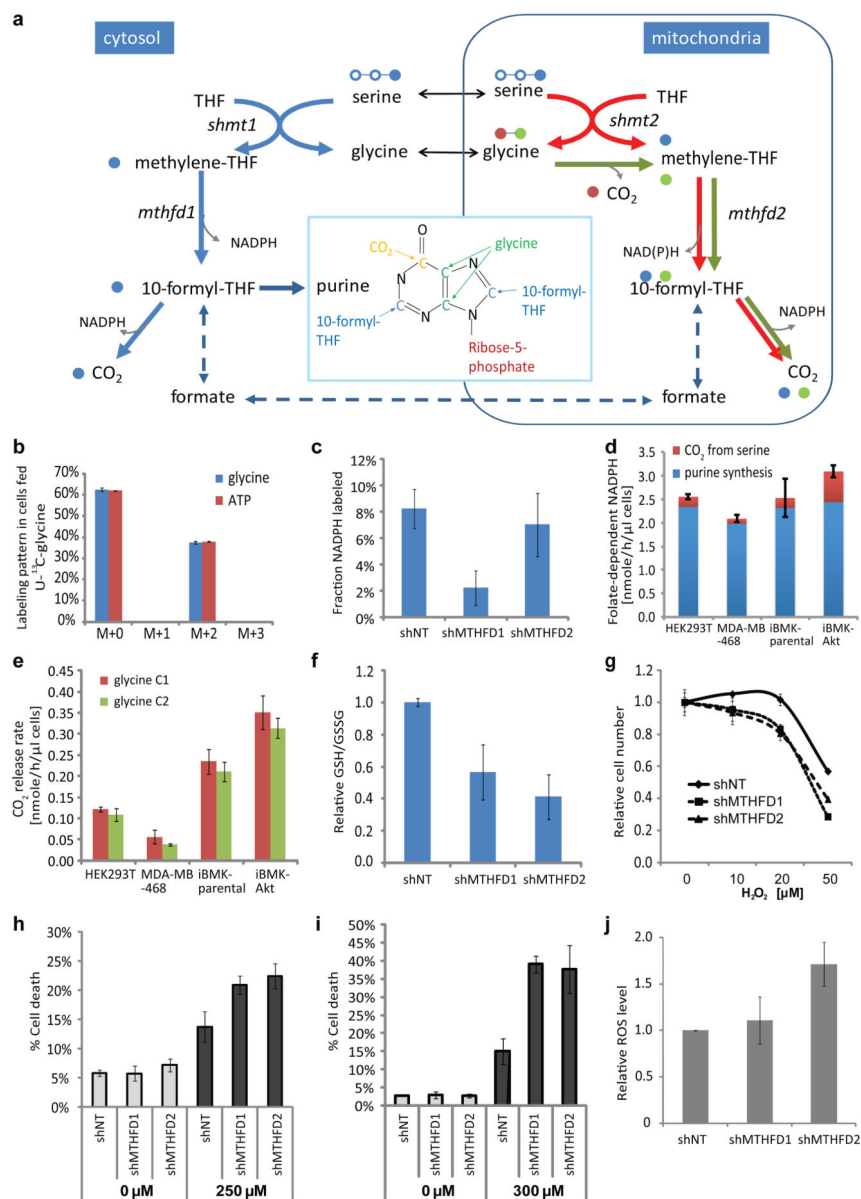 a
cytosol
mitochondria
serine
serine
THF
THF
shmt1
shmt2
glycine
glycine
methylene-THF
methylene-THF
CO2
mthfd1
mthfd2
NADPH
NAD(P)H
10-formyl-THF
purine
10-formyl-THF
O
CO2
glycine
C
C
N
N
C
C
C
N
N
10-formyl-
THF
10-formyl-
THF
Ribose-5-
phosphate
NADPH
NADPH
CO2
CO2
formate
formate
b
Labeling pattern in cells fed
U-13C-glycine
70%
60%
50%
40%
30%
20%
10%
0%
glycine
ATP
M+0 M+1 M+2 M+3
c
Fraction NADPH labeled
12%
10%
8%
6%
4%
2%
0%
shNT shMTHFD1 shMTHFD2
d
Folate-dependent NADPH
[nmole/h/µl cells]
3.5
3.0
2.5
2.0
1.5
1.0
0.5
0.0
CO2 from serine
purine synthesis
HEK293T MDA-MB iBMK- iBMK-
-468 parental Akt
e
CO2 release rate
[nmole/h/µl cells]
0.45
0.40
0.35
0.30
0.25
0.20
0.15
0.10
0.05
0.00
glycine C1
glycine C2
HEK293T MDA-MB iBMK- iBMK-
-468 parental Akt
f
Relative GSH/GSSG
1.2
1.0
0.8
0.6
0.4
0.2
0.0
shNT shMTHFD1 shMTHFD2
g
Relative cell number
1.2
1.0
0.8
0.6
0.4
0.2
0
shNT
shMTHFD1
shMTHFD2
0 10 20 50
H2O2 [µM]
h
% Cell death
30%
25%
20%
15%
10%
5%
0%
shNT shMTHFD1 shMTHFD2 shNT shMTHFD1 shMTHFD2
0 µM 250 µM
i
% Cell death
50%
45%
40%
35%
30%
25%
20%
15%
10%
5%
0%
shNT shMTHFD1 shMTHFD2 shNT shMTHFD1 shMTHFD2
0 µM 300 µM
j
Relative ROS level
2.0
1.5
1.0
0.5
0.0
shNT shMTHFD1 shMTHFD2